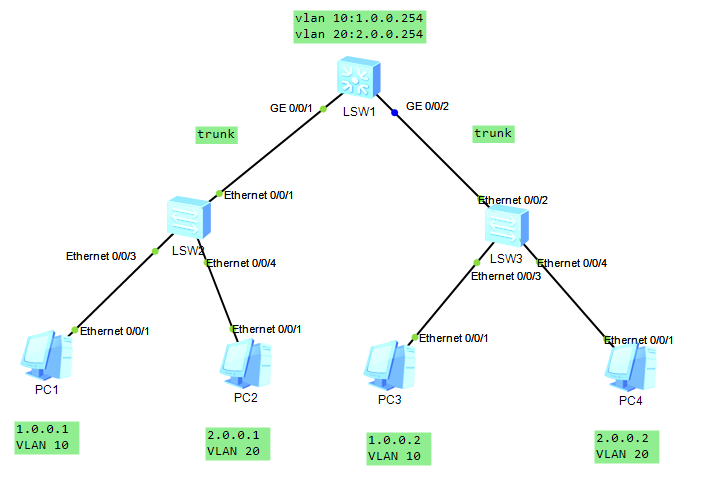 vlan 10:1.0.0.254
vlan 20:2.0.0.254
GE 0/0/1
GE 0/0/2
LSW1
trunk
trunk
Ethernet 0/0/1
Ethernet 0/0/2
LSW2
LSW3
Ethernet 0/0/3
Ethernet 0/0/4
Ethernet 0/0/3
Ethernet 0/0/4
Ethernet 0/0/1
Ethernet 0/0/1
Ethernet 0/0/1
Ethernet 0/0/1
PC1
PC2
PC3
PC4
1.0.0.1
VLAN 10
2.0.0.1
VLAN 20
1.0.0.2
VLAN 10
2.0.0.2
VLAN 20